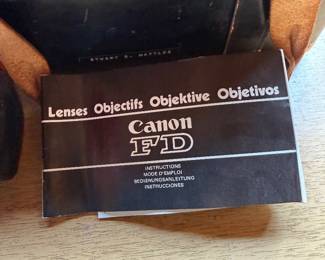 Lenses Objectifs Objektive Objetivos
Canon
FD
INSTRUCTIONS
MODE D'EMPLOI
BEDIENUNGSANLEITUNG
INSTRUCCIONES